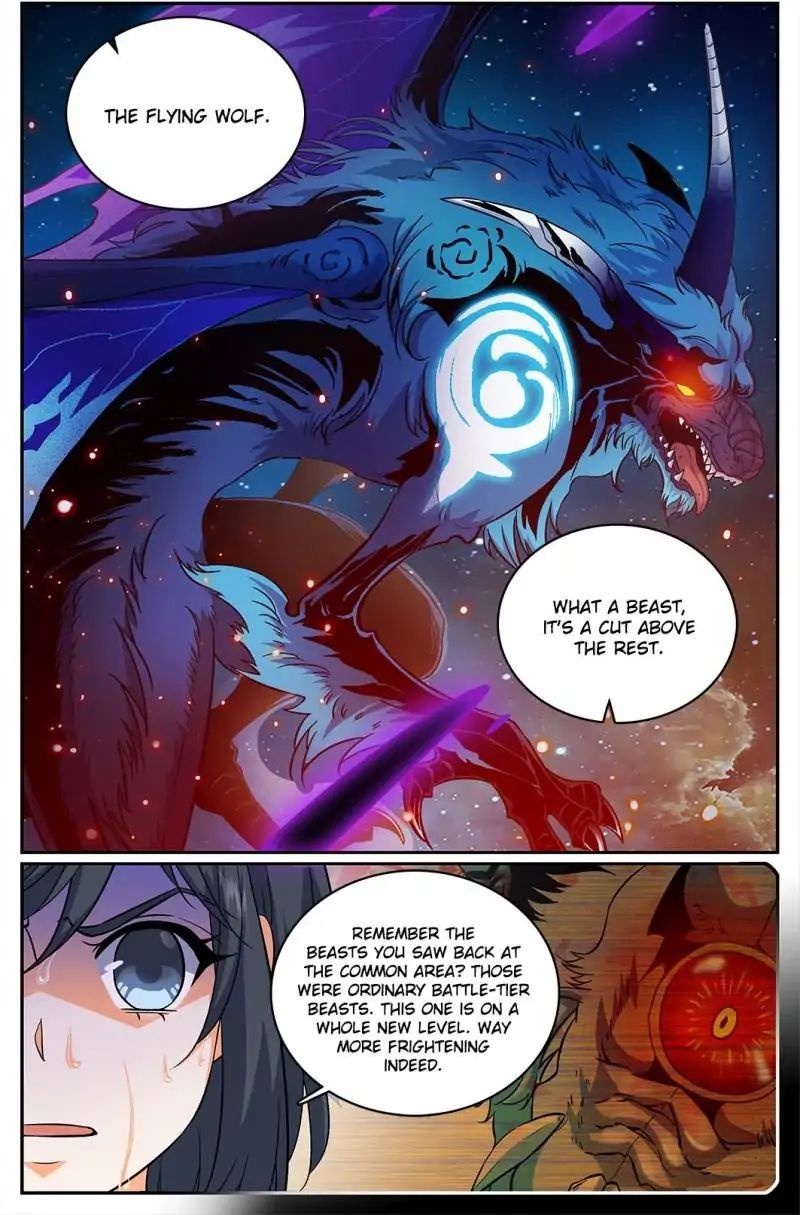 THE FLYING WOLF.
WHAT A BEAST,
IT'S A CUT ABOVE
THE REST.
REMEMBER THE
BEASTS YOU SAW BACK AT
THE COMMON AREA? THOSE
WERE ORDINARY BATTLE-TIER
BEASTS. THIS ONE IS ON A
WHOLE NEW LEVEL. WAY
MORE FRIGHTENING
INDEED.